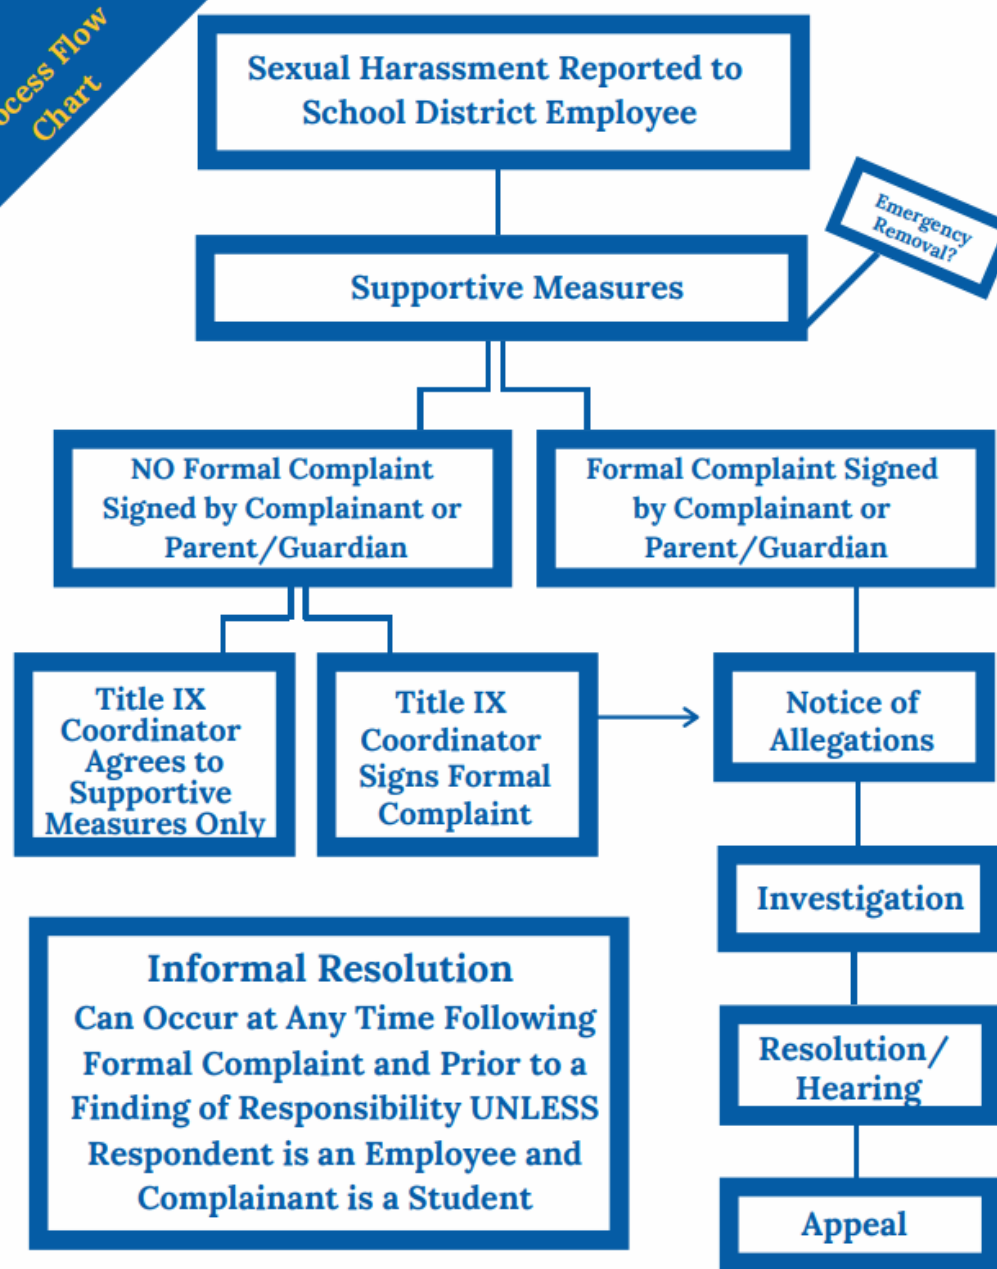 ocess Flow
Chart
Sexual Harassment Reported to
School District Employee
Emergency
Removal?
Supportive Measures
NO Formal Complaint
Signed by Complainant or
Parent/Guardian
Formal Complaint Signed
by Complainant or
Parent/Guardian
Title IX
Coordinator
Agrees to
Supportive
Measures Only
Title IX
Coordinator
Signs Formal
Complaint
Notice of
Allegations
Investigation
Informal Resolution
Can Occur at Any Time Following
Formal Complaint and Prior to a
Finding of Responsibility UNLESS
Respondent is an Employee and
Complainant is a Student
Resolution/
Hearing
Appeal